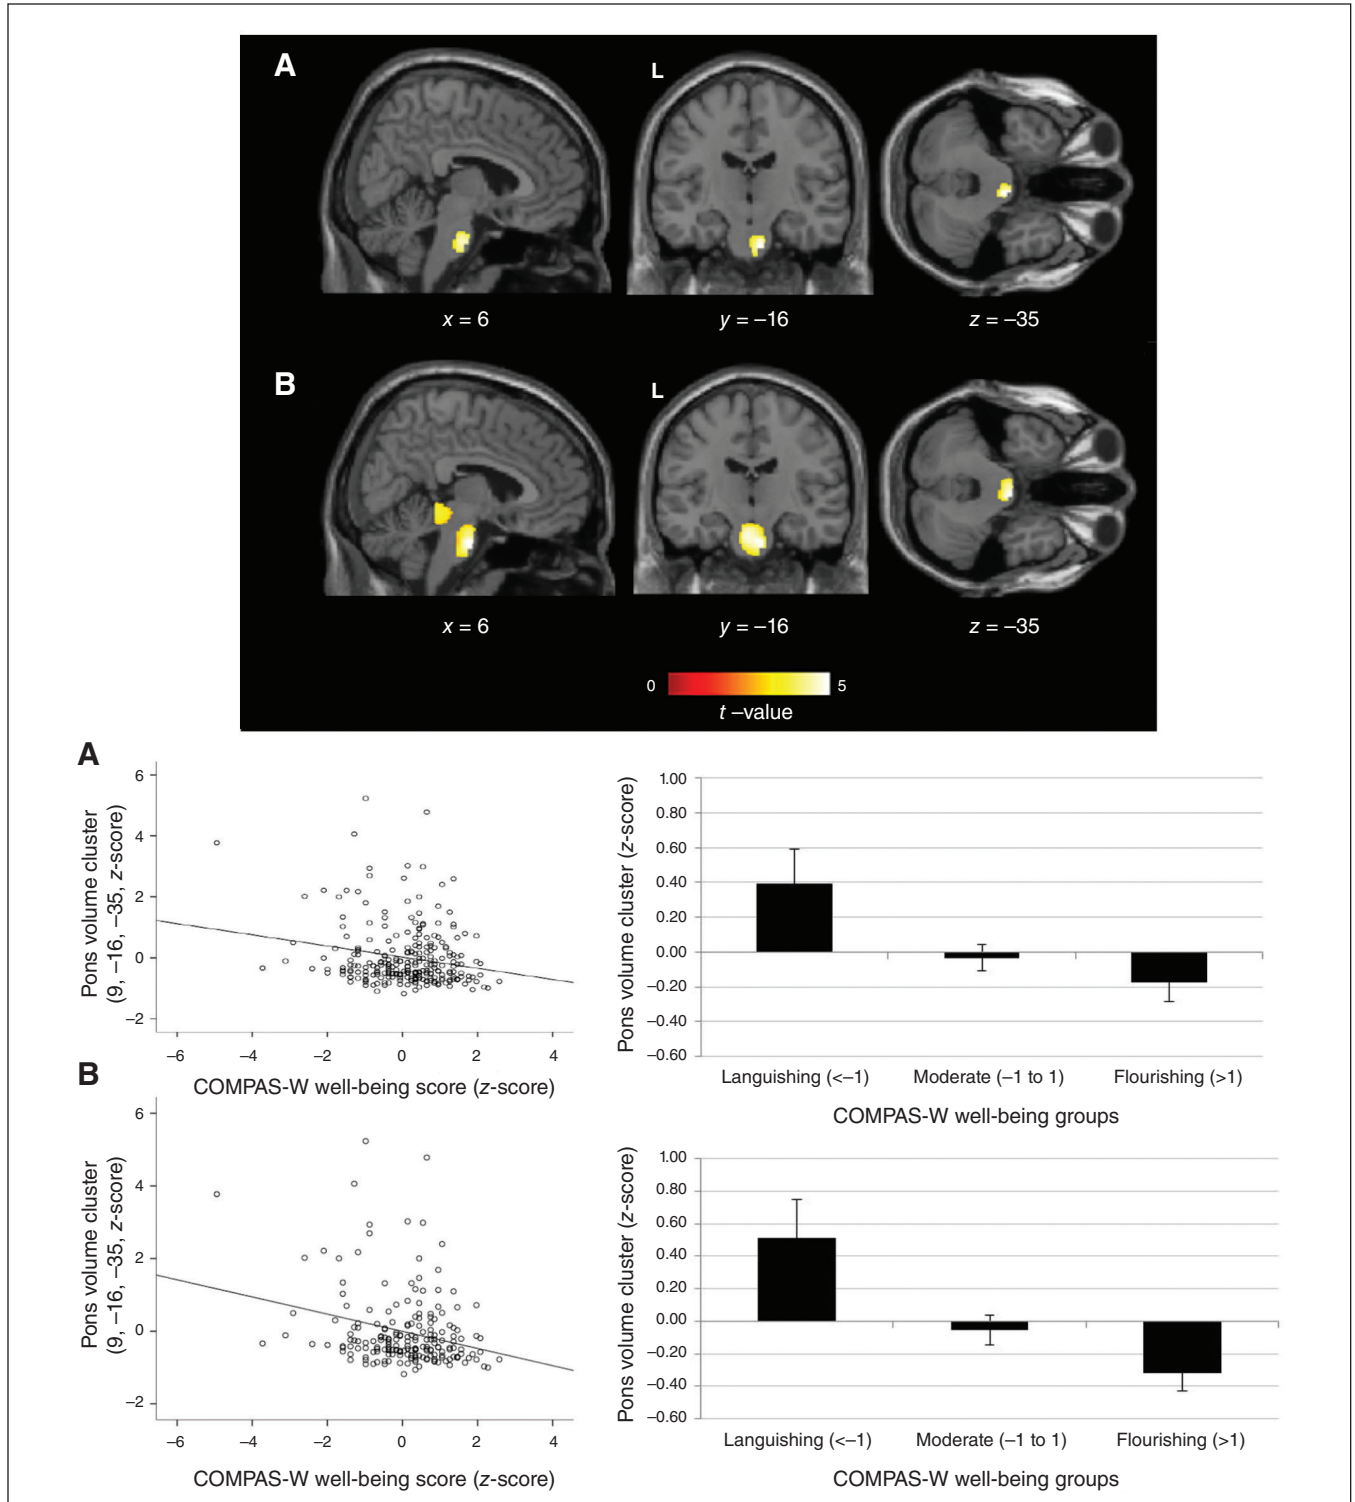 A
L
x = 6
y = –16
z = –35
B
L
x = 6
y = –16
z = –35
0
5
t –value
A
Pons volume cluster
(9, –16, –35, z-score)
6
4
2
0
–2
–6
–4
–2
0
2
4
COMPAS-W well-being score (z-score)
Pons volume cluster (z-score)
1.00
0.80
0.60
0.40
0.20
0.00
–0.20
–0.40
–0.60
Languishing (<–1)
Moderate (–1 to 1)
Flourishing (>1)
COMPAS-W well-being groups
B
Pons volume cluster
(9, –16, –35, z-score)
6
4
2
0
–2
–6
–4
–2
0
2
4
COMPAS-W well-being score (z-score)
Pons volume cluster (z-score)
1.00
0.80
0.60
0.40
0.20
0.00
–0.20
–0.40
–0.60
Languishing (<–1)
Moderate (–1 to 1)
Flourishing (>1)
COMPAS-W well-being groups